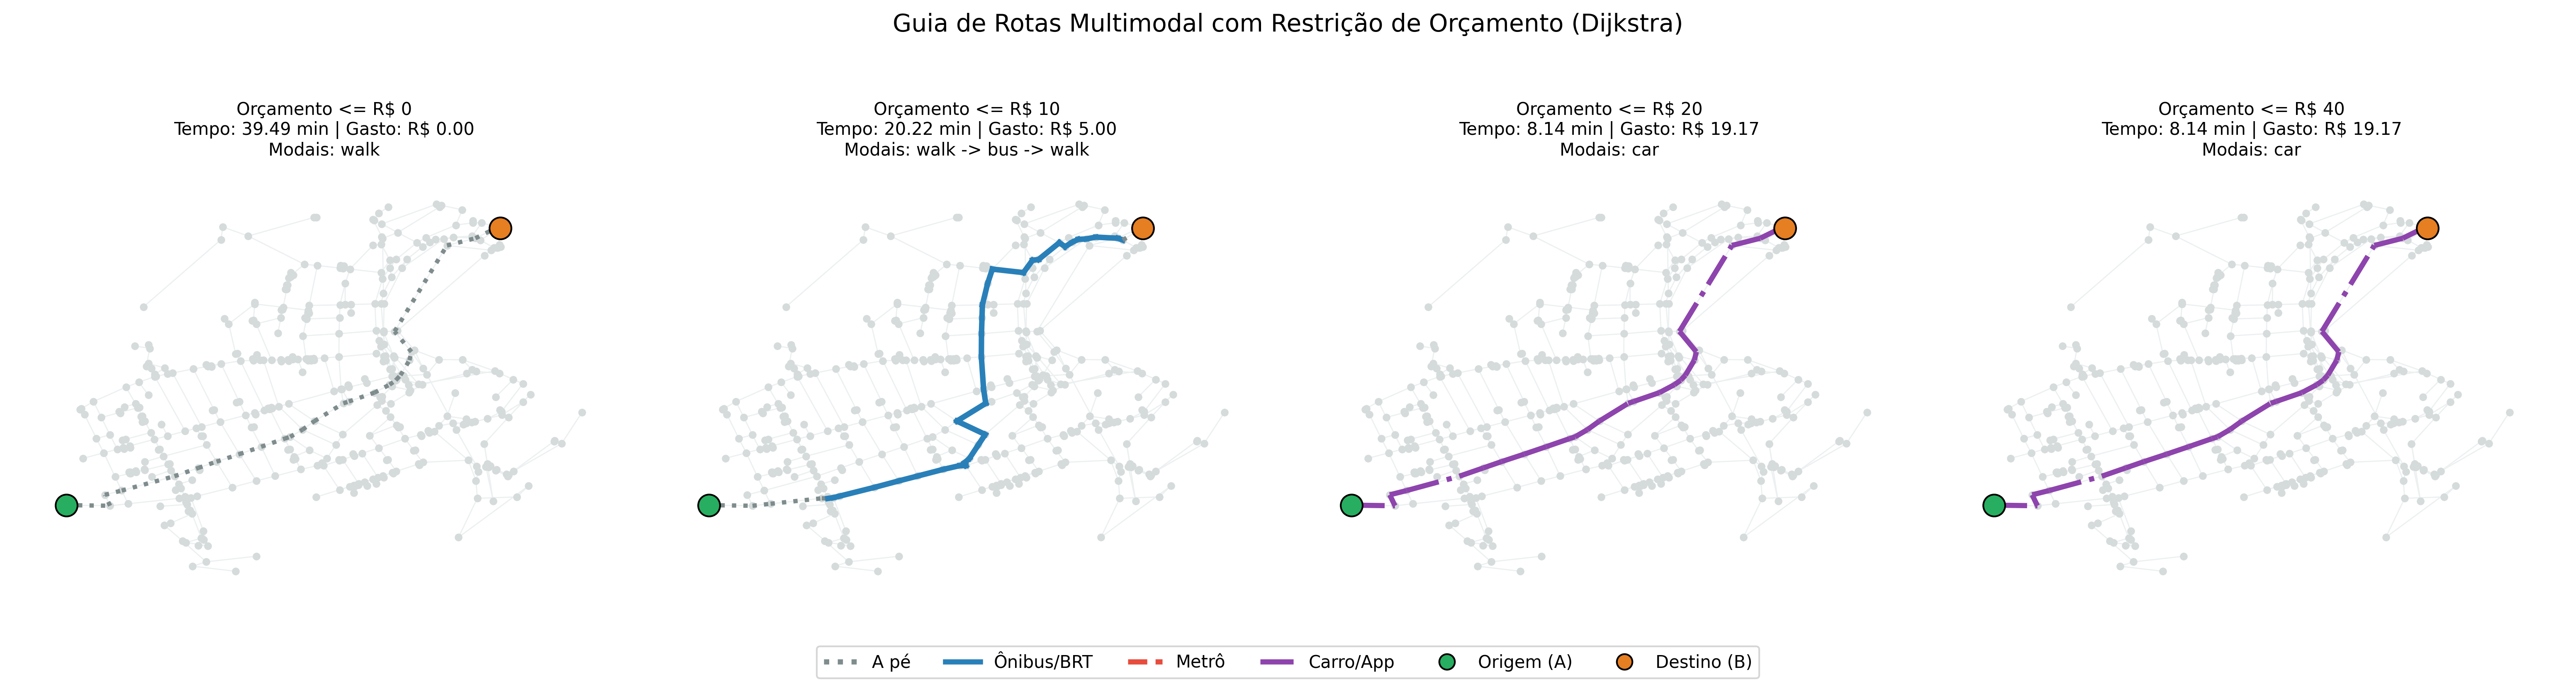 Guia de Rotas Multimodal com Restrição de Orçamento (Dijkstra)
Orçamento <= R$ 0
Tempo: 39.49 min | Gasto: R$ 0.00
Modais: walk
Orçamento <= R$ 10
Tempo: 20.22 min | Gasto: R$ 5.00
Modais: walk -> bus -> walk
Orçamento <= R$ 20
Tempo: 8.14 min | Gasto: R$ 19.17
Modais: car
Orçamento <= R$ 40
Tempo: 8.14 min | Gasto: R$ 19.17
Modais: car
A pé
Ônibus/BRT
Metrô
Carro/App
Origem (A)
Destino (B)